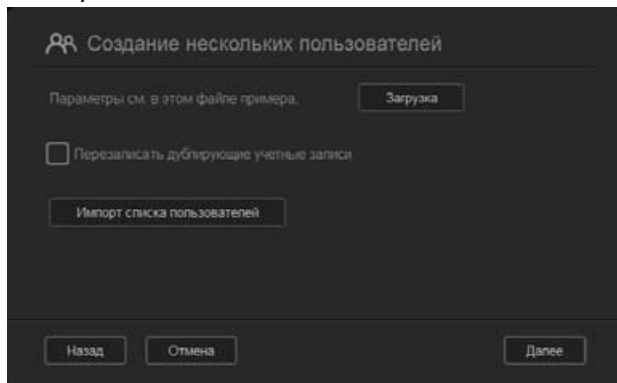 Создание нескольких пользователей
Параметры см. в этом файле примера. Загрузка
Перезаписать дублирующие учетные записи
Импорт списка пользователей
Назад Отмена Далее